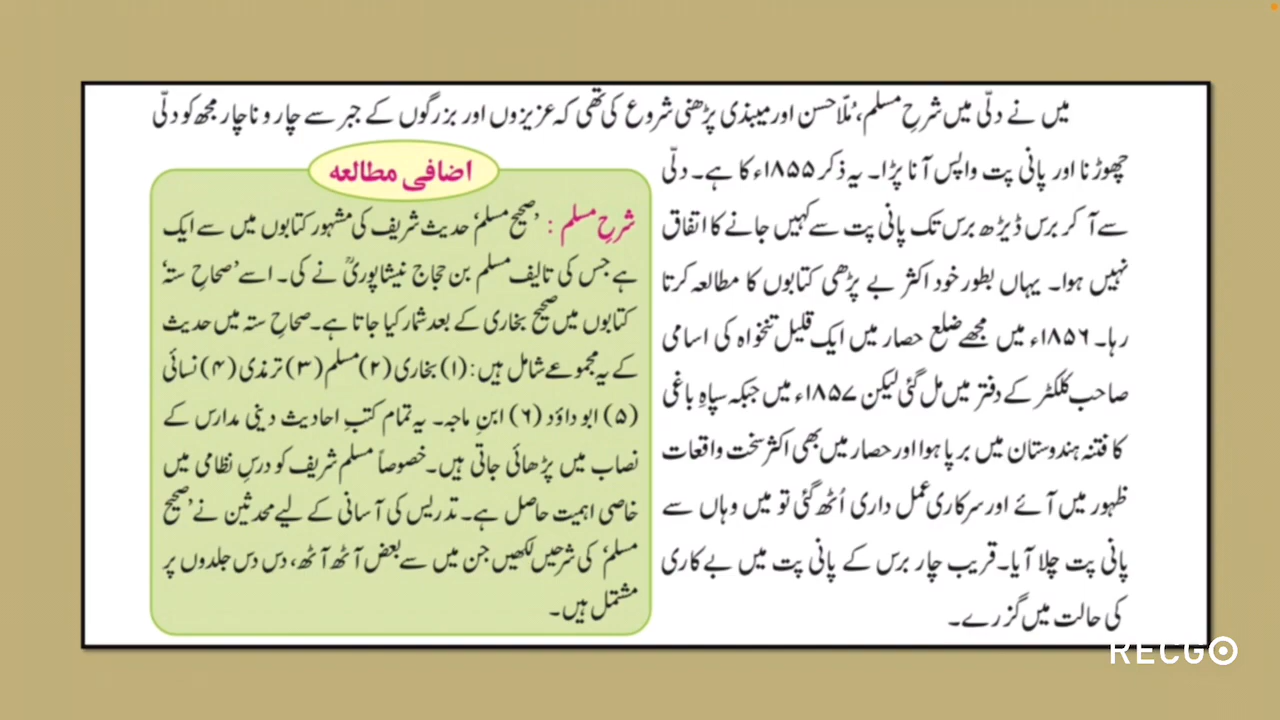 میں نے دلّی میں شرحِ مسلم، مُلّا حسن اور میبذی پڑھنی شروع کی تھی کہ عزیزوں اور بزرگوں کے جبر سے چار و ناچار مجھ کو دلّی
چھوڑنا اور پانی پت واپس آنا پڑا۔ یہ ذکر ۱۸۵۵ء کا ہے۔ دلّی
سے آ کر برس ڈیڑھ برس تک پانی پت سے کہیں جانے کا اتفاق
نہیں ہوا۔ یہاں بطور خود اکثر بے پڑھی کتابوں کا مطالعہ کرتا
رہا۔ ۱۸۵۶ء میں مجھے ضلع حصار میں ایک قلیل تنخواہ کی اسامی
صاحب کلکٹر کے دفتر میں مل گئی لیکن ۱۸۵۷ء میں جبکہ سپاہِ باغی
کا فتنہ ہندوستان میں برپا ہوا اور حصار میں بھی اکثر سخت واقعات
ظہور میں آئے اور سرکاری عمل داری اُٹھ گئی تو میں وہاں سے
پانی پت چلا آیا۔ قریب چار برس کے پانی پت میں بے کاری
کی حالت میں گزرے۔
اضافی مطالعہ
شرحِ مسلم : ’صحیح مسلم‘ حدیث شریف کی مشہور کتابوں میں سے ایک
ہے جس کی تالیف مسلم بن حجاج نیشاپوریؒ نے کی۔ اسے ’صحاحِ ستہ‘
کتابوں میں صحیح بخاری کے بعد شمار کیا جاتا ہے۔ صحاحِ ستہ میں حدیث
کے یہ مجموعے شامل ہیں: (۱) بخاری (۲) مسلم (۳) ترمذی (۴) نسائی
(۵) ابو داؤد (۶) ابنِ ماجہ۔ یہ تمام کتبِ احادیث دینی مدارس کے
نصاب میں پڑھائی جاتی ہیں۔ خصوصاً مسلم شریف کو درسِ نظامی میں
خاصی اہمیت حاصل ہے۔ تدریس کی آسانی کے لیے محدثین نے ’صحیح
مسلم‘ کی شرحیں لکھیں جن میں سے بعض آٹھ آٹھ، دس دس جلدوں پر
مشتمل ہیں۔
RECGO